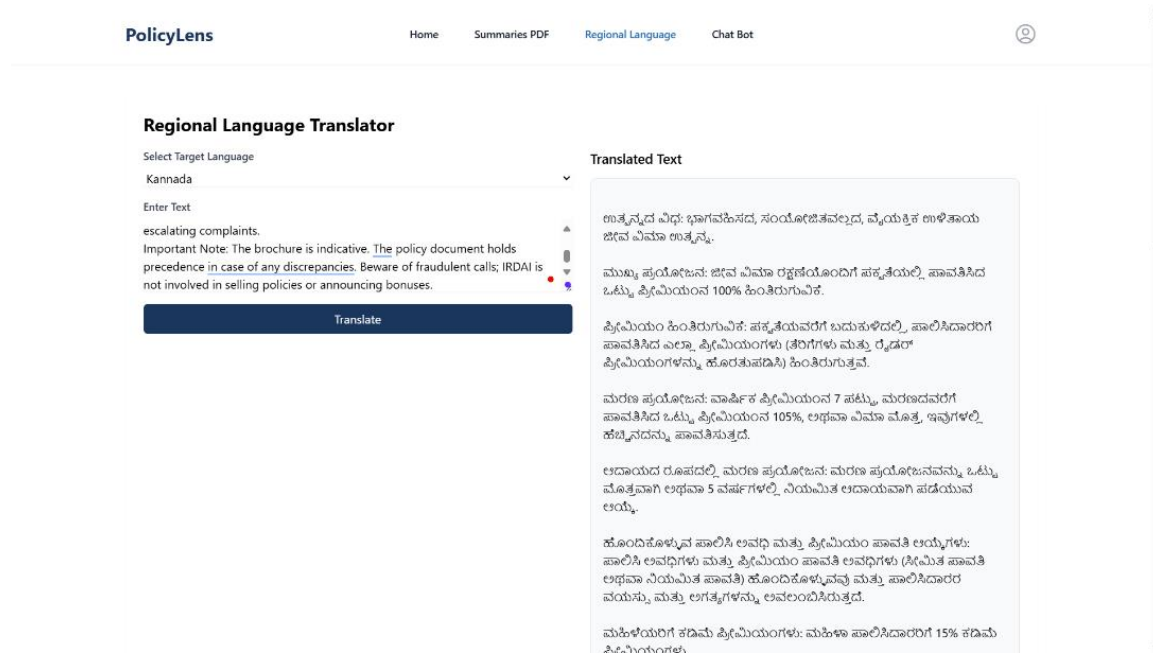 PolicyLens
Home
Summaries PDF
Regional Language
Chat Bot
Regional Language Translator
Select Target Language
Kannada
Enter Text
escalating complaints.
Important Note: The brochure is indicative. The policy document holds
precedence in case of any discrepancies. Beware of fraudulent calls; IRDAI is
not involved in selling policies or announcing bonuses.
Translate
Translated Text
ಉತ್ಪನ್ನದ ವಿಧ: ಭಾಗವಹಿಸದ, ಸಂಯೋಜಿತವಲ್ಲದ, ವೈಯಕ್ತಿಕ ಉಳಿತಾಯ
ಜೀವ ವಿಮಾ ಉತ್ಪನ್ನ.
ಮುಖ್ಯ ಪ್ರಯೋಜನ: ಜೀವ ವಿಮಾ ರಕ್ಷಣೆಯೊಂದಿಗೆ ಪಕ್ವತೆಯಲ್ಲಿ ಪಾವತಿಸಿದ
ಒಟ್ಟು ಪ್ರೀಮಿಯಂನ 100% ಹಿಂತಿರುಗುವಿಕೆ.
ಪ್ರೀಮಿಯಂ ಹಿಂತಿರುಗುವಿಕೆ: ಪಕ್ವತೆಯವರೆಗೆ ಬದುಕುಳಿದಲ್ಲಿ, ಪಾಲಿಸಿದಾರರಿಗೆ
ಪಾವತಿಸಿದ ಎಲ್ಲಾ ಪ್ರೀಮಿಯಂಗಳು (ತೆರಿಗೆಗಳು ಮತ್ತು ರೈಡರ್
ಪ್ರೀಮಿಯಂಗಳನ್ನು ಹೊರತುಪಡಿಸಿ) ಹಿಂತಿರುಗುತ್ತವೆ.
ಮರಣ ಪ್ರಯೋಜನ: ವಾರ್ಷಿಕ ಪ್ರೀಮಿಯಂನ 7 ಪಟ್ಟು, ಮರಣದವರೆಗೆ
ಪಾವತಿಸಿದ ಒಟ್ಟು ಪ್ರೀಮಿಯಂನ 105%, ಅಥವಾ ವಿಮಾ ಮೊತ್ತ, ಇವುಗಳಲ್ಲಿ
ಹೆಚ್ಚಿನದನ್ನು ಪಾವತಿಸುತ್ತದೆ.
ಆದಾಯದ ರೂಪದಲ್ಲಿ ಮರಣ ಪ್ರಯೋಜನ: ಮರಣ ಪ್ರಯೋಜನವನ್ನು ಒಟ್ಟು
ಮೊತ್ತವಾಗಿ ಅಥವಾ 5 ವರ್ಷಗಳಲ್ಲಿ ನಿಯಮಿತ ಆದಾಯವಾಗಿ ಪಡೆಯುವ
ಆಯ್ಕೆ.
ಹೊಂದಿಕೊಳ್ಳುವ ಪಾಲಿಸಿ ಅವಧಿ ಮತ್ತು ಪ್ರೀಮಿಯಂ ಪಾವತಿ ಆಯ್ಕೆಗಳು:
ಪಾಲಿಸಿ ಅವಧಿಗಳು ಮತ್ತು ಪ್ರೀಮಿಯಂ ಪಾವತಿ ಅವಧಿಗಳು (ಸೀಮಿತ ಪಾವತಿ
ಅಥವಾ ನಿಯಮಿತ ಪಾವತಿ) ಹೊಂದಿಕೊಳ್ಳುವವು ಮತ್ತು ಪಾಲಿಸಿದಾರರ
ವಯಸ್ಸು ಮತ್ತು ಅಗತ್ಯಗಳನ್ನು ಅವಲಂಬಿಸಿರುತ್ತದೆ.
ಮಹಿಳೆಯರಿಗೆ ಕಡಿಮೆ ಪ್ರೀಮಿಯಂಗಳು: ಮಹಿಳಾ ಪಾಲಿಸಿದಾರರಿಗೆ 15% ಕಡಿಮೆ
ಪ್ರೀಮಿಯಂಗಳು